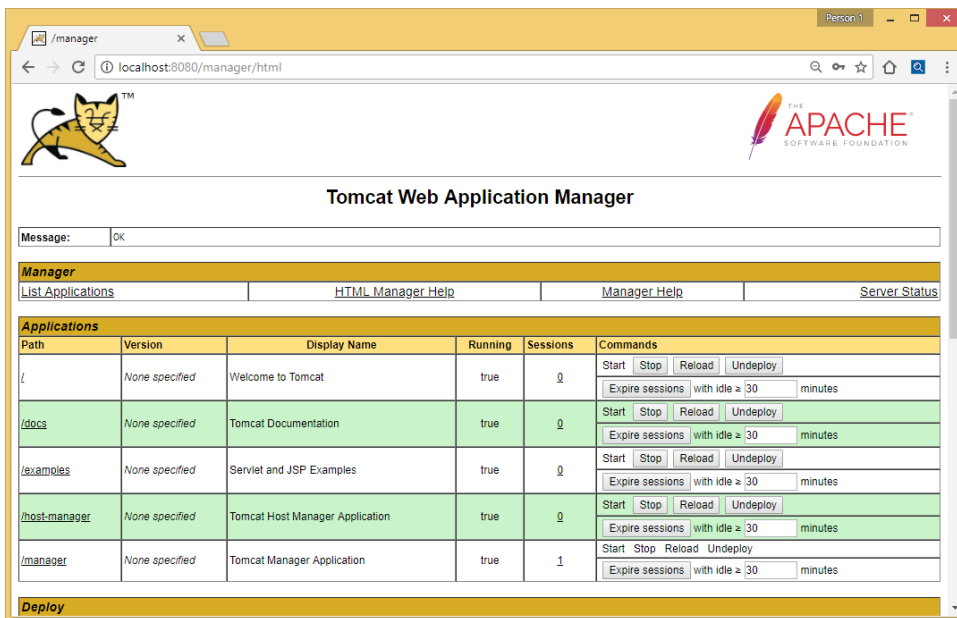 Person 1
/manager
localhost:8080/manager/html
TM
THE
APACHE®
SOFTWARE FOUNDATION
Tomcat Web Application Manager
Message: OK
Manager
List Applications HTML Manager Help Manager Help Server Status
Applications
Path Version Display Name Running Sessions Commands
/ None specified Welcome to Tomcat true 0 Start Stop Reload Undeploy
Expire sessions with idle ≥ 30 minutes
/docs None specified Tomcat Documentation true 0 Start Stop Reload Undeploy
Expire sessions with idle ≥ 30 minutes
/examples None specified Servlet and JSP Examples true 0 Start Stop Reload Undeploy
Expire sessions with idle ≥ 30 minutes
/host-manager None specified Tomcat Host Manager Application true 0 Start Stop Reload Undeploy
Expire sessions with idle ≥ 30 minutes
/manager None specified Tomcat Manager Application true 1 Start Stop Reload Undeploy
Expire sessions with idle ≥ 30 minutes
Deploy